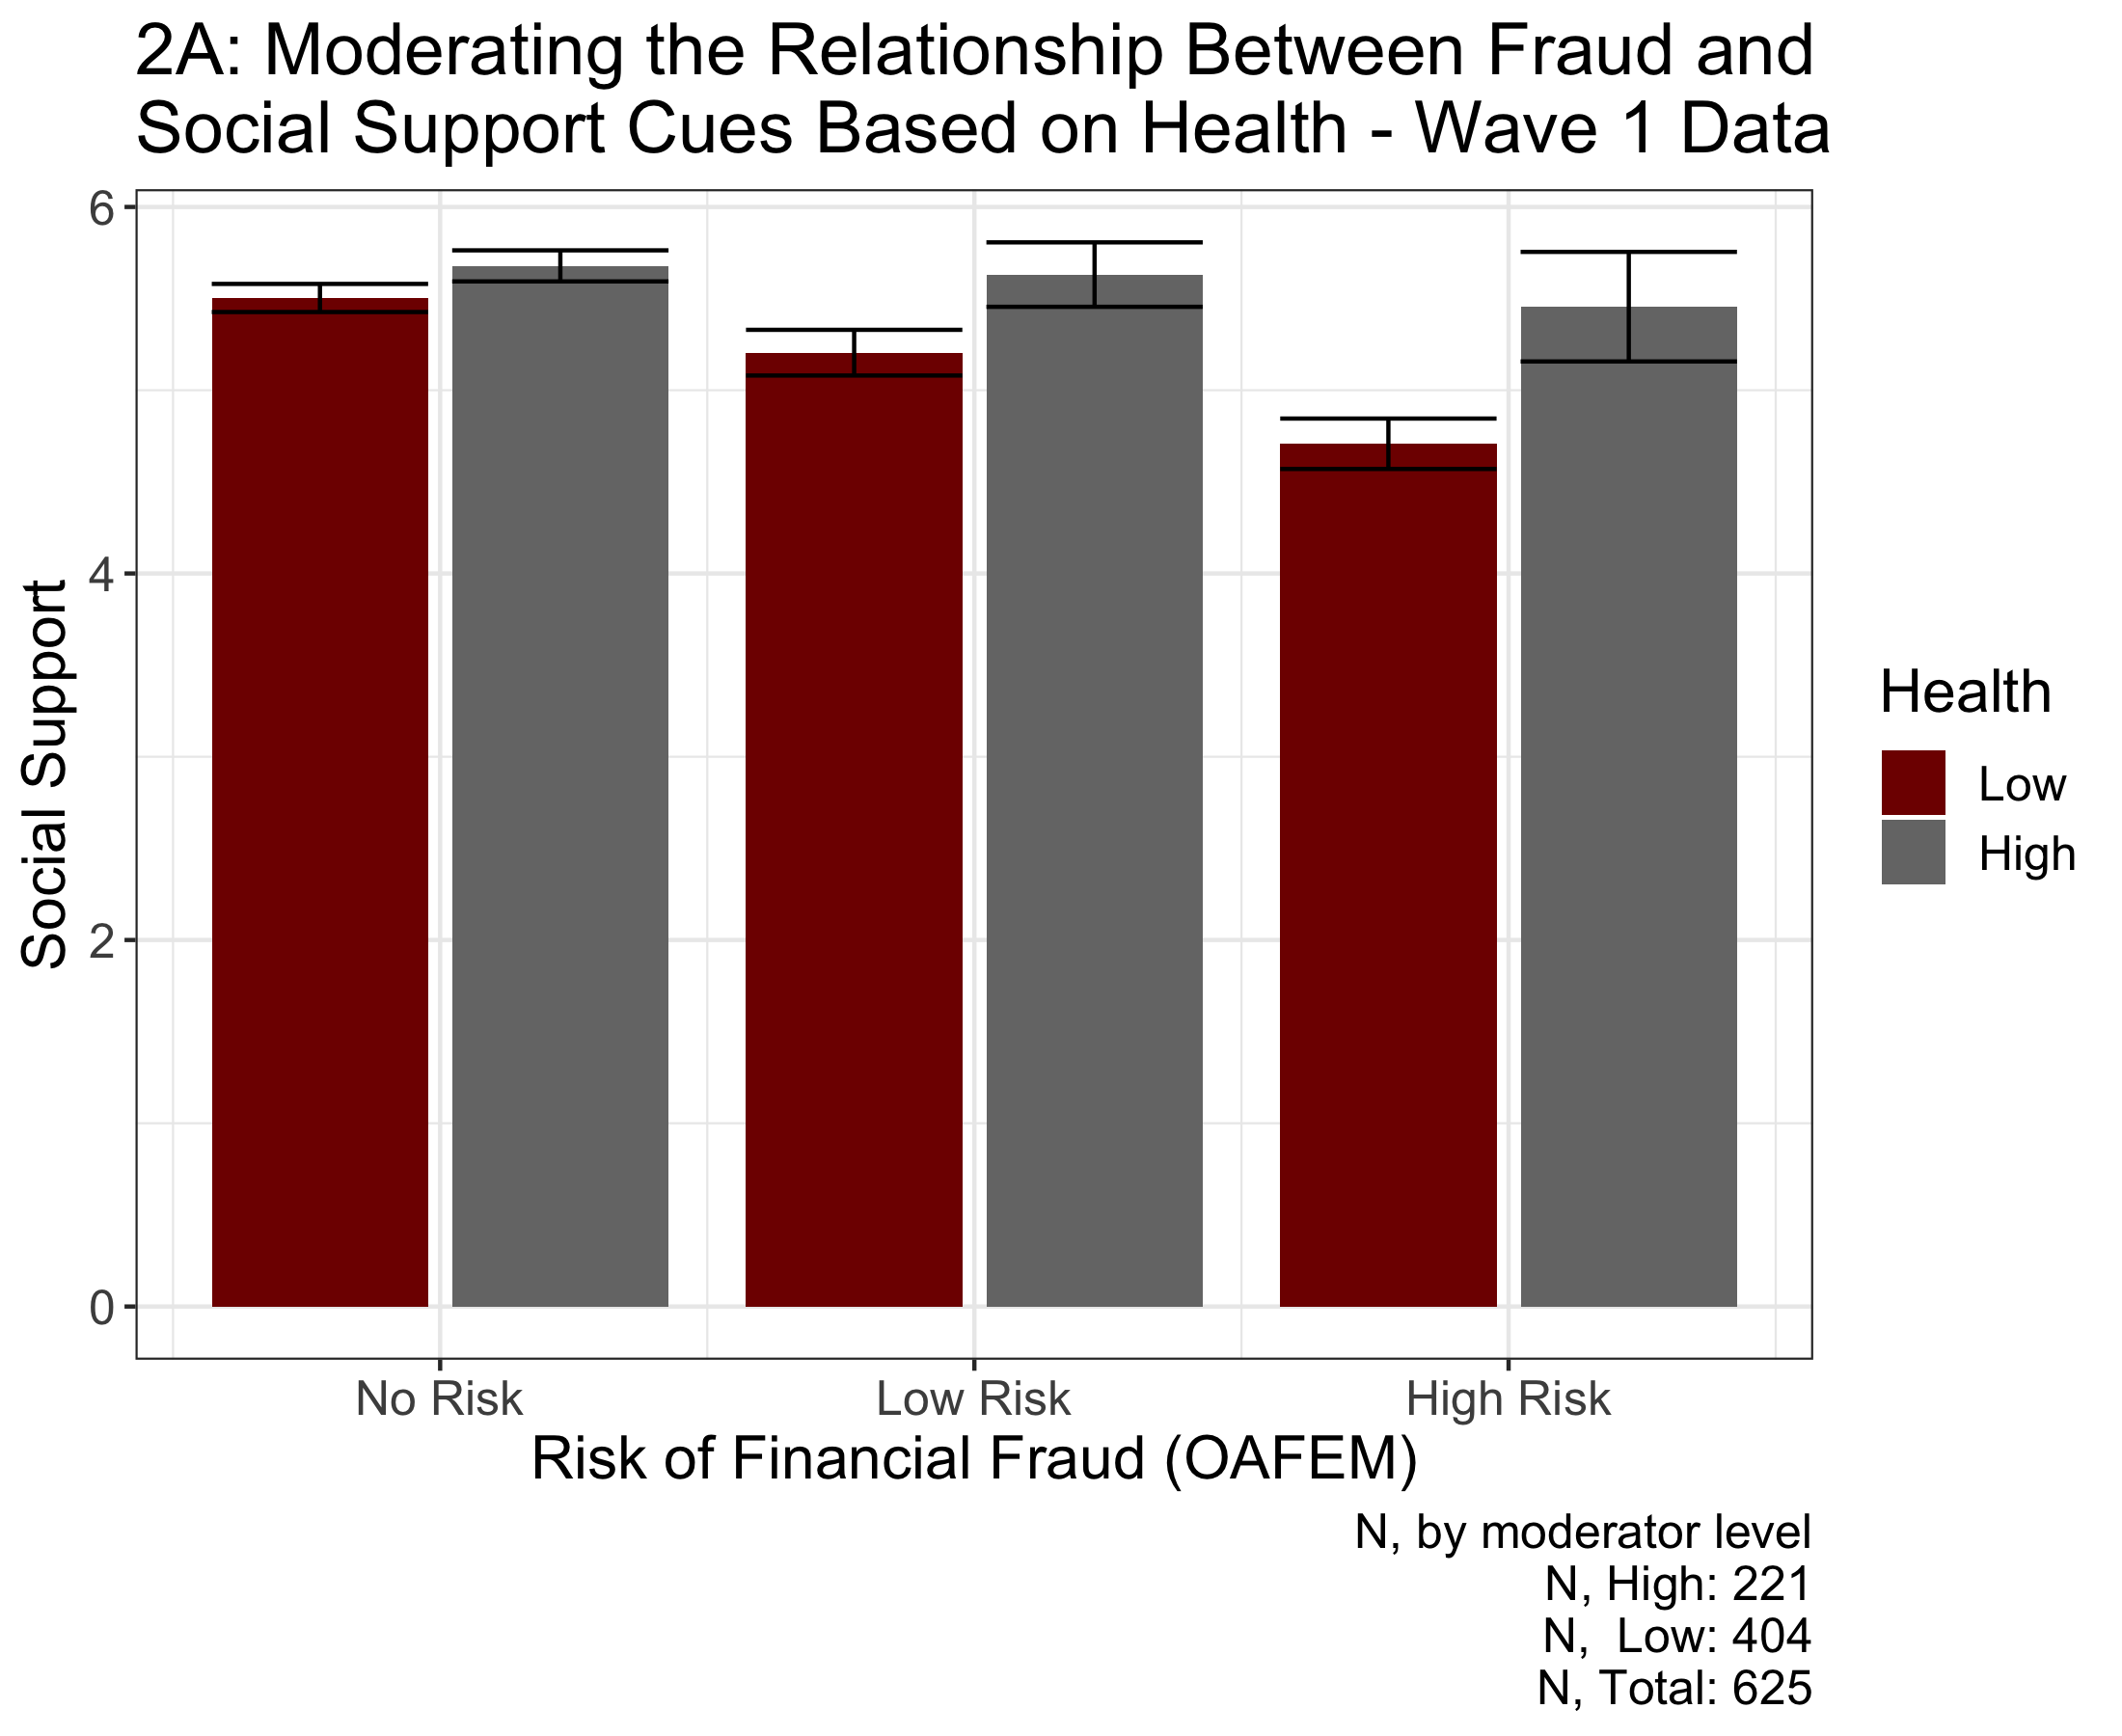 2A: Moderating the Relationship Between Fraud and
Social Support Cues Based on Health - Wave 1 Data
6
4
2
0
Social Support
No Risk
Low Risk
High Risk
Risk of Financial Fraud (OAFEM)
Health
Low
High
N, by moderator level
N, High: 221
N,  Low: 404
N, Total: 625